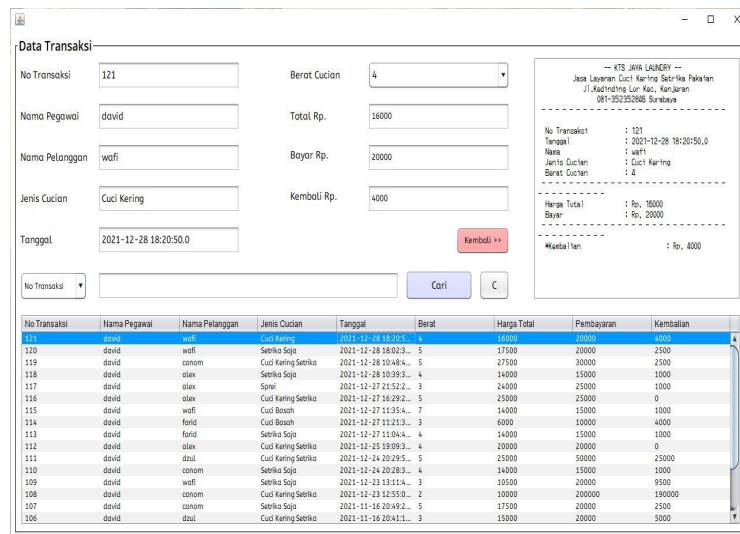 Data Transaksi
No Transaksi 121 Berat Cucian 4
Nama Pegawai david Total Rp. 16000
Nama Pelanggan wafi Bayar Rp. 20000
Jenis Cucian Cuci Kering Kembali Rp. 4000
Tanggal 2021-12-28 18:20:50.0 Kembali >>
No Transaksi Cari C
-- KTS JAYA LAUNDRY --
Jasa Layanan Cuci Kering Setrika Pakaian
Jl.Kedinding Lor Kec, Kenjeran
081-352352846 Surabaya
No Transaksi : 121
Tanggal : 2021-12-28 18:20:50.0
Nama : wafi
Jenis Cucian : Cuci Kering
Berat Cucian : 4
Harga Total : Rp, 16000
Bayar : Rp, 20000
*Kembalian : Rp, 4000
No Transaksi Nama Pegawai Nama Pelanggan Jenis Cucian Tanggal Berat Harga Total Pembayaran Kembalian
121 david wafi Cuci Kering 2021-12-28 18:20:5... 4 16000 20000 4000
120 david wafi Setrika Saja 2021-12-28 18:02:3... 5 17500 20000 2500
119 david canom Cuci Kering Setrika 2021-12-28 10:48:4... 5 27500 30000 2500
118 david alex Setrika Saja 2021-12-28 10:39:3... 4 14000 15000 1000
117 david alex Sprei 2021-12-27 21:52:2... 3 24000 25000 1000
116 david alex Cuci Kering Setrika 2021-12-27 16:29:2... 5 25000 25000 0
115 david wafi Cuci Basah 2021-12-27 11:35:4... 7 14000 15000 1000
114 david farid Cuci Basah 2021-12-27 11:21:3... 3 6000 10000 4000
113 david farid Setrika Saja 2021-12-27 11:04:4... 4 14000 15000 1000
112 david alex Cuci Kering Setrika 2021-12-25 19:09:3... 4 20000 20000 0
111 david dzul Cuci Kering Setrika 2021-12-24 20:29:5... 5 25000 50000 25000
110 david canom Setrika Saja 2021-12-24 20:28:3... 4 14000 15000 1000
109 david wafi Setrika Saja 2021-12-23 13:11:4... 3 10500 20000 9500
108 david canom Cuci Kering Setrika 2021-12-23 12:55:0... 2 10000 200000 190000
107 david canom Setrika Saja 2021-11-16 20:49:2... 5 17500 20000 2500
106 david dzul Cuci Kering Setrika 2021-11-16 20:41:1... 3 15000 20000 5000